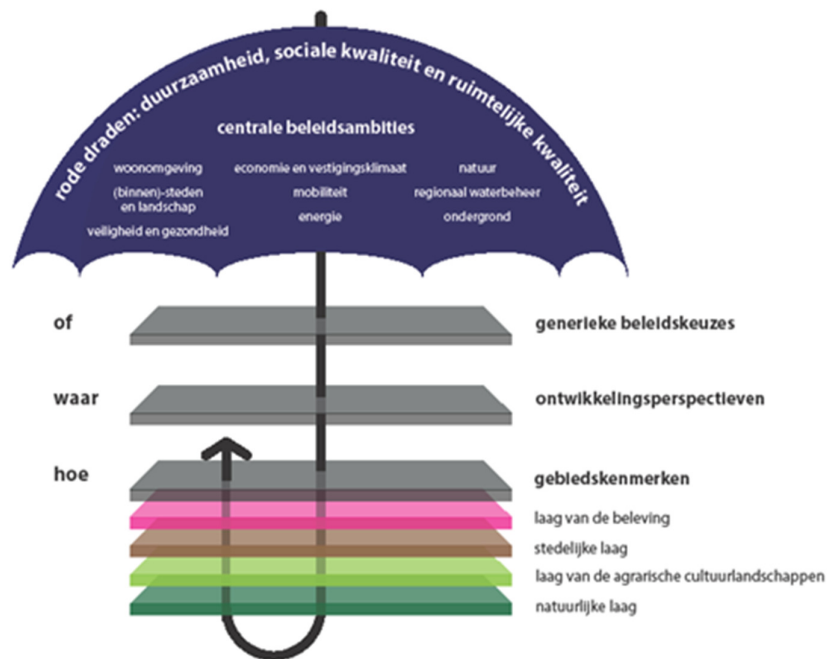 rode draden: duurzaamheid, sociale kwaliteit en ruimtelijke kwaliteit
centrale beleidsambities
woonomgeving
(binnen)-steden
en landschap
veiligheid en gezondheid
economie en vestigingsklimaat
mobiliteit
energie
natuur
regionaal waterbeheer
ondergrond
of
generieke beleidskeuzes
waar
ontwikkelingsperspectieven
hoe
gebiedskenmerken
laag van de beleving
stedelijke laag
laag van de agrarische cultuurlandschappen
natuurlijke laag